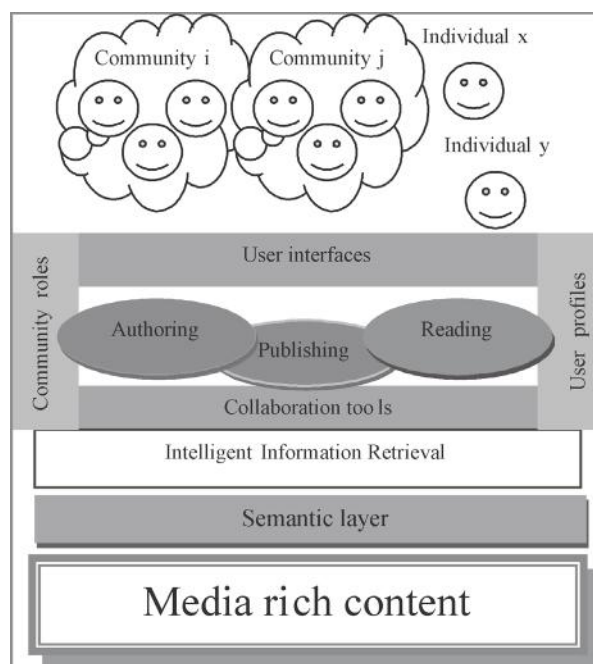 Community i
Community j
Individual x
Individual y
Community roles
User interfaces
User profiles
Authoring
Publishing
Reading
Collaboration too ls
Intelligent Information Retrieval
Semantic layer
Media rich content